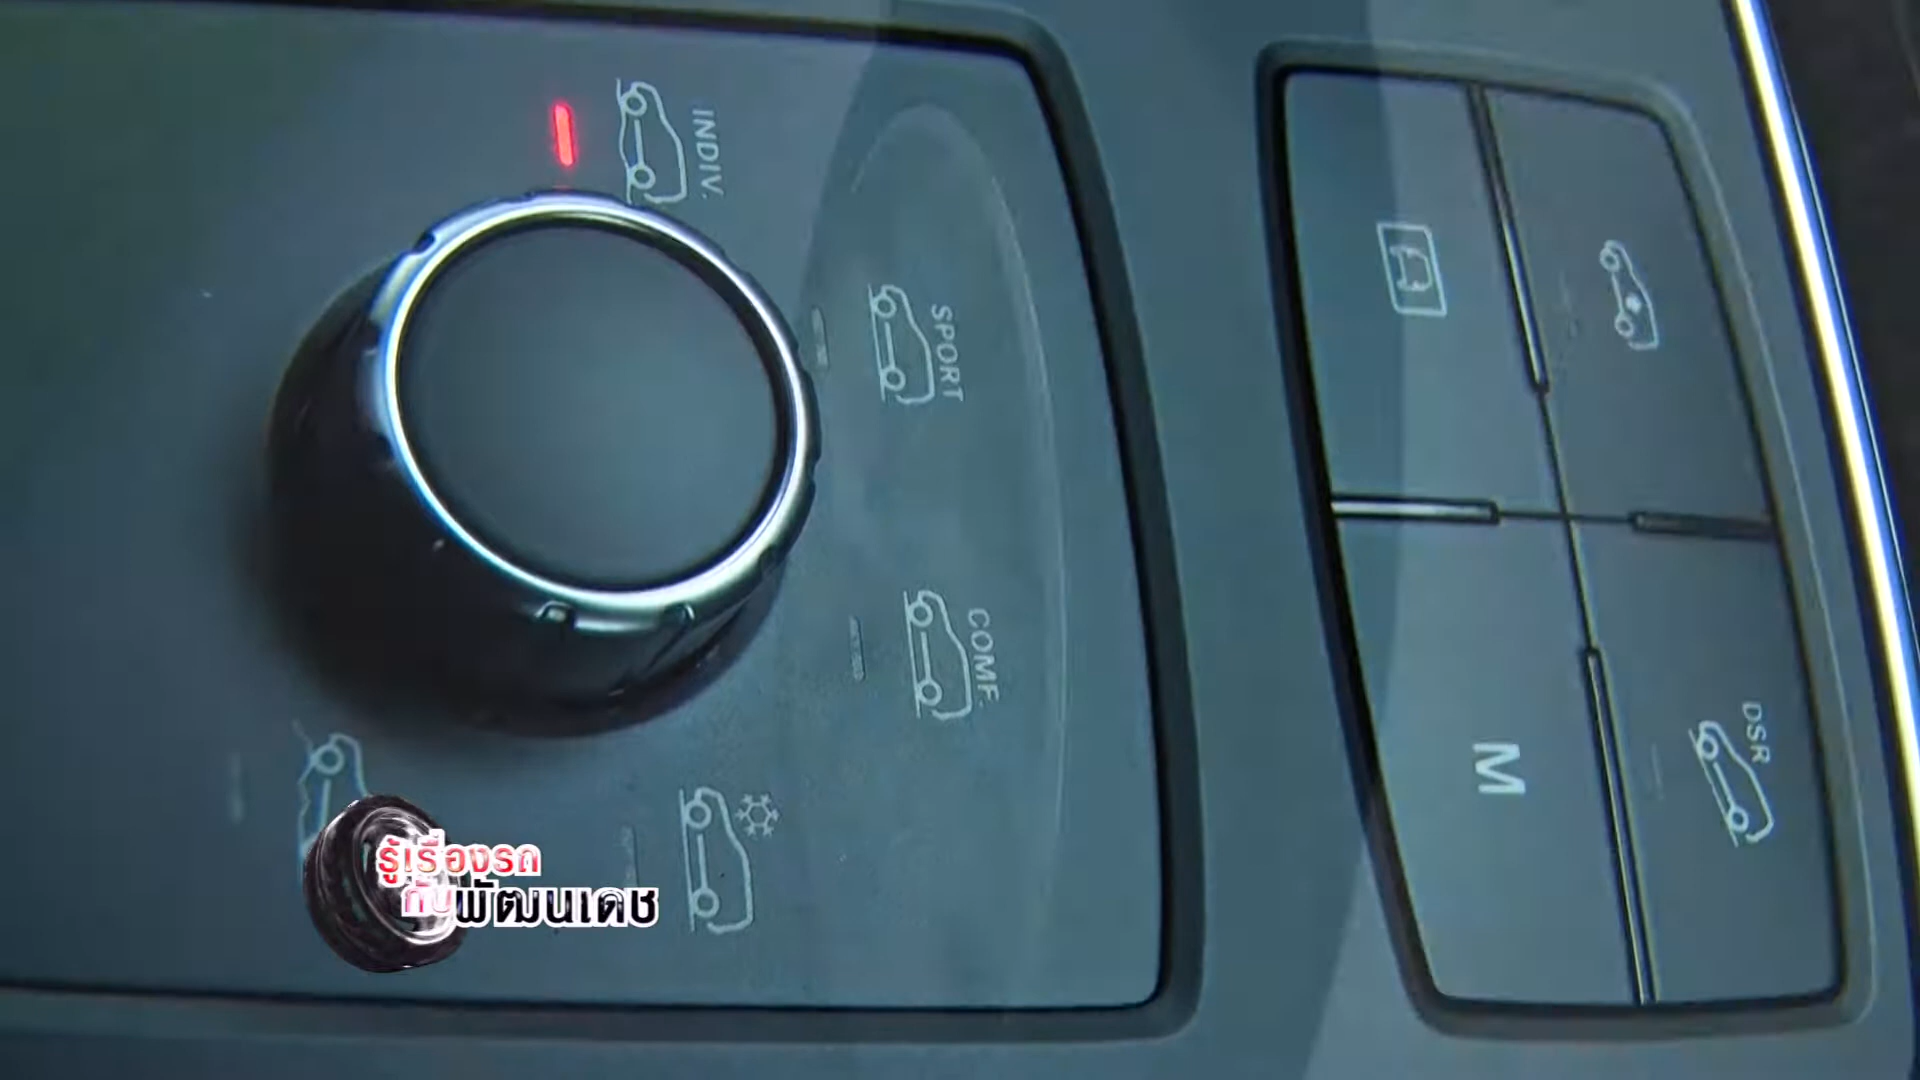 INDIV.
SPORT
COMF.
M
DSR
รู้เรื่องรถ
กับพัฒนเดช